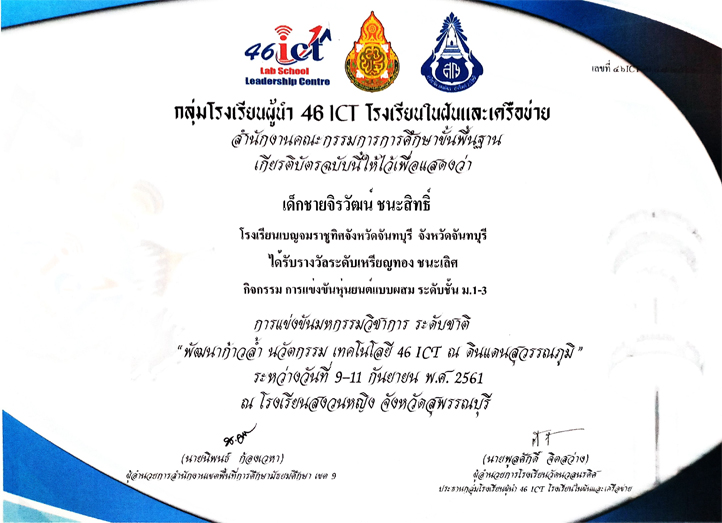 46 ict
Lab School
Leadership Centre
เลขที่ ๔๖ICT
กลุ่มโรงเรียนผู้นำ 46 ICT โรงเรียนในฝันและเครือข่าย
สำนักงานคณะกรรมการการศึกษาขั้นพื้นฐาน
เกียรติบัตรฉบับนี้ให้ไว้เพื่อแสดงว่า
เด็กชายจิรวัฒน์ ชนะสิทธิ์
โรงเรียนเบญจมราชูทิศจังหวัดจันทบุรี จังหวัดจันทบุรี
ได้รับรางวัลระดับเหรียญทอง ชนะเลิศ
กิจกรรม การแข่งขันหุ่นยนต์แบบผสม ระดับชั้น ม.1-3
การแข่งขันมหกรรมวิชาการ ระดับชาติ
"พัฒนาก้าวล้ำ นวัตกรรม เทคโนโลยี 46 ICT ณ ดินแดนสุวรรณภูมิ"
ระหว่างวันที่ 9-11 กันยายน พ.ศ. 2561
ณ โรงเรียนสงวนหญิง จังหวัดสุพรรณบุรี
(นายนิพนธ์ ก้องเวหา) (นายพูลศักดิ์ จิตสว่าง)
ผู้อำนวยการสำนักงานเขตพื้นที่การศึกษามัธยมศึกษา เขต 9 ผู้อำนวยการโรงเรียนวัดนวลนรดิศ
ประธานกลุ่มโรงเรียนผู้นำ 46 ICT โรงเรียนในฝันและเครือข่าย